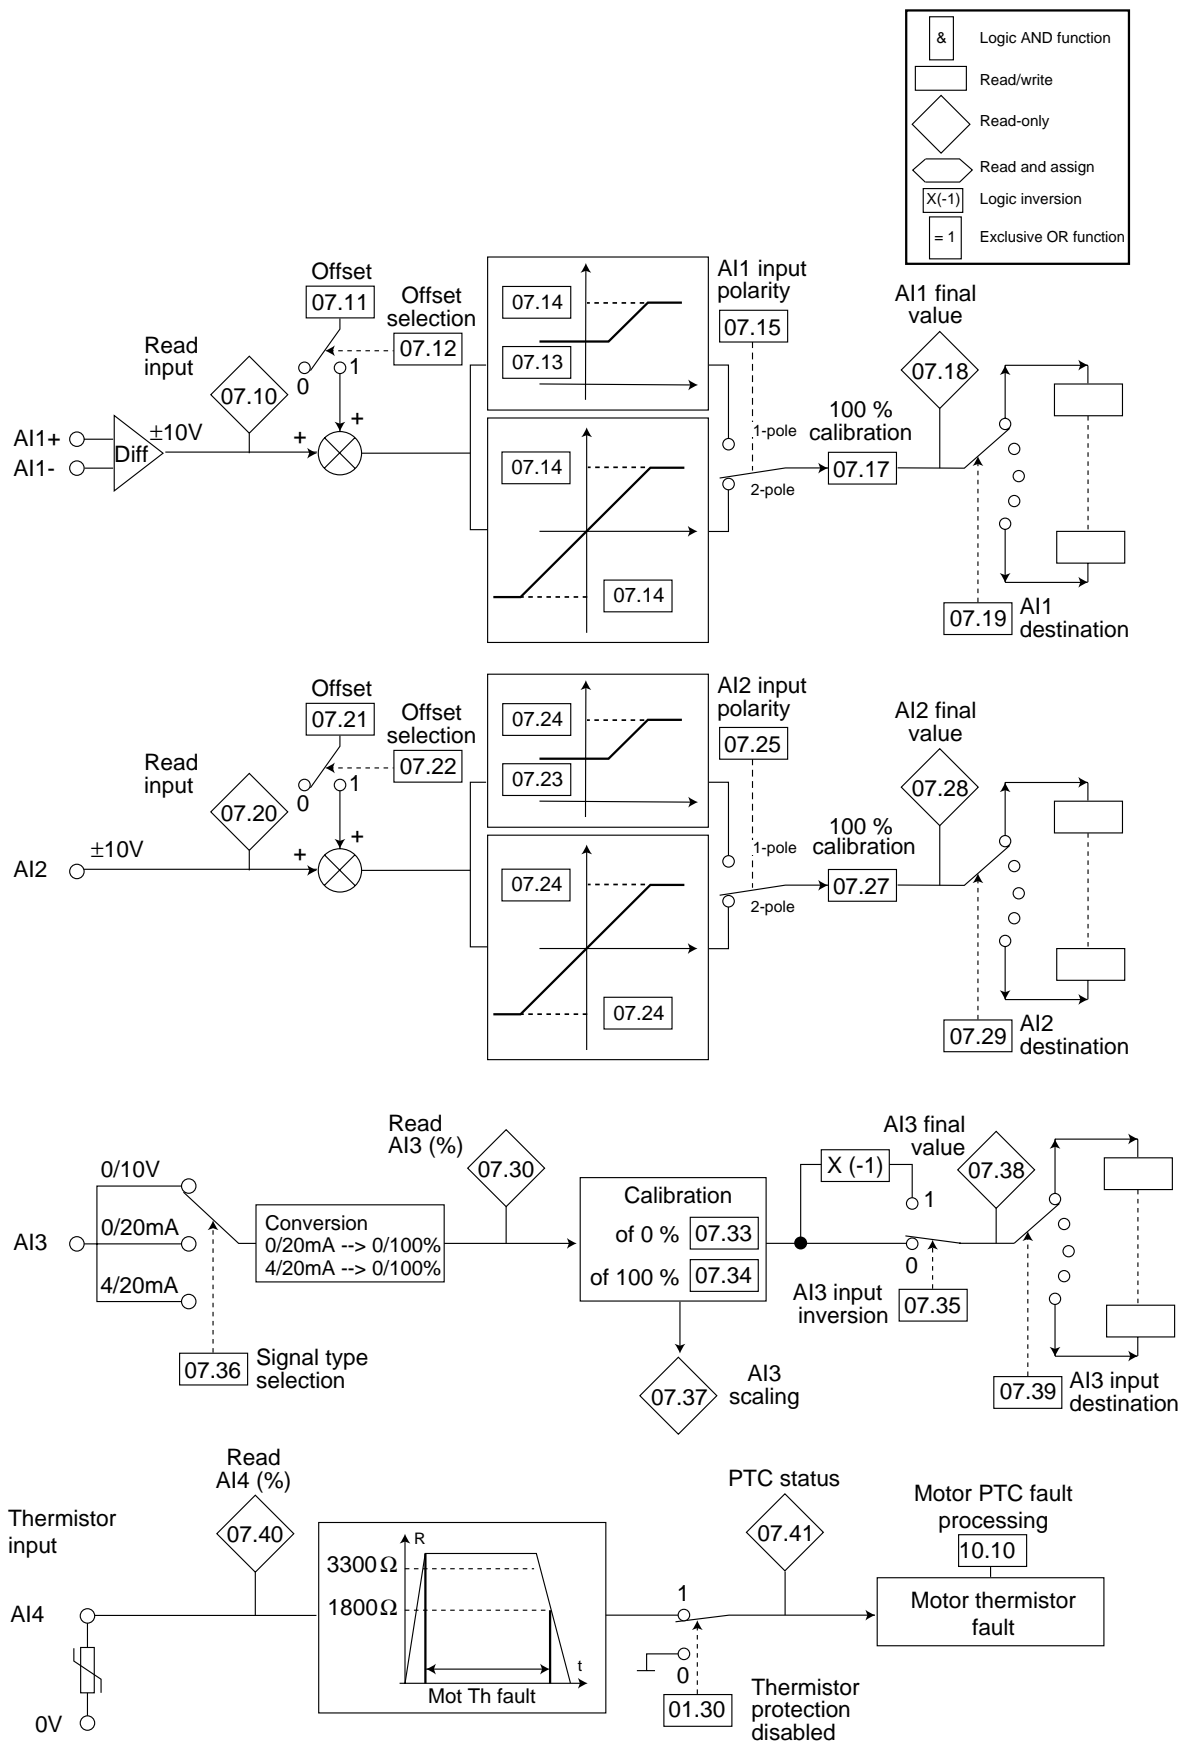 & Logic AND function
Read/write
Read-only
Read and assign
X(-1) Logic inversion
= 1 Exclusive OR function
Offset
07.11
Offset
selection
07.12
0
1
Read
input
07.10
AI1+
AI1-
Diff
±10V
+
+
07.14
07.13
07.14
07.14
AI1 input
polarity
07.15
1-pole
2-pole
100 %
calibration
07.17
AI1 final
value
07.18
07.19
AI1
destination
Offset
07.21
Offset
selection
07.22
0
1
Read
input
07.20
AI2
±10V
+
+
07.24
07.23
07.24
07.24
AI2 input
polarity
07.25
1-pole
2-pole
100 %
calibration
07.27
AI2 final
value
07.28
07.29
AI2
destination
AI3
0/10V
0/20mA
4/20mA
07.36
Signal type
selection
Conversion
0/20mA --> 0/100%
4/20mA --> 0/100%
Read
AI3 (%)
07.30
Calibration
of 0 % 07.33
of 100 % 07.34
07.37
AI3
scaling
X (-1)
1
0
AI3 input
inversion
07.35
AI3 final
value
07.38
07.39
AI3 input
destination
Thermistor
input
AI4
0V
Read
AI4 (%)
07.40
R
3300Ω
1800Ω
t
Mot Th fault
1
0
01.30
Thermistor
protection
disabled
PTC status
07.41
Motor PTC fault
processing
10.10
Motor thermistor
fault